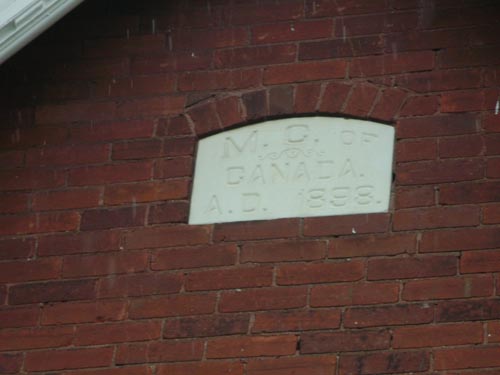 M. C. OF
CANADA.
A. D. 1898.